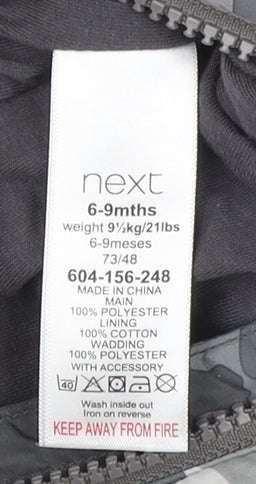 next
6-9mths
weight 9½kg/21lbs
6-9meses
73/48
604-156-248
MADE IN CHINA
MAIN
100% POLYESTER
LINING
100% COTTON
WADDING
100% POLYESTER
WITH ACCESSORY
40
Wash inside out
Iron on reverse
KEEP AWAY FROM FIRE